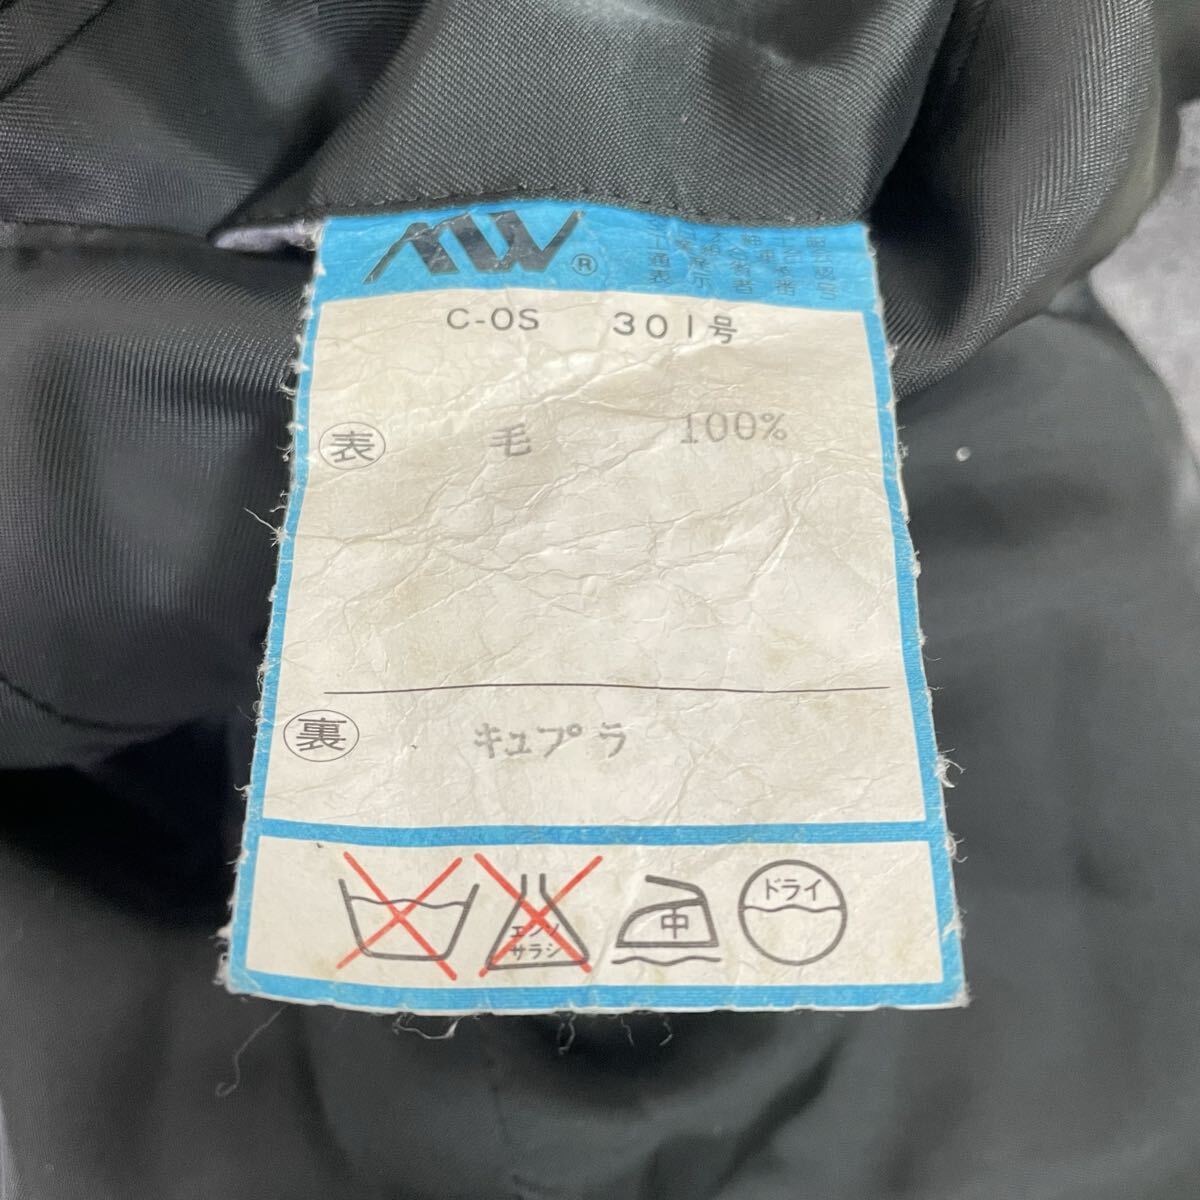 MW®
C-OS 301号
表 毛 100%
裏 キュプラ
エンソ サラシ
中
ドライ